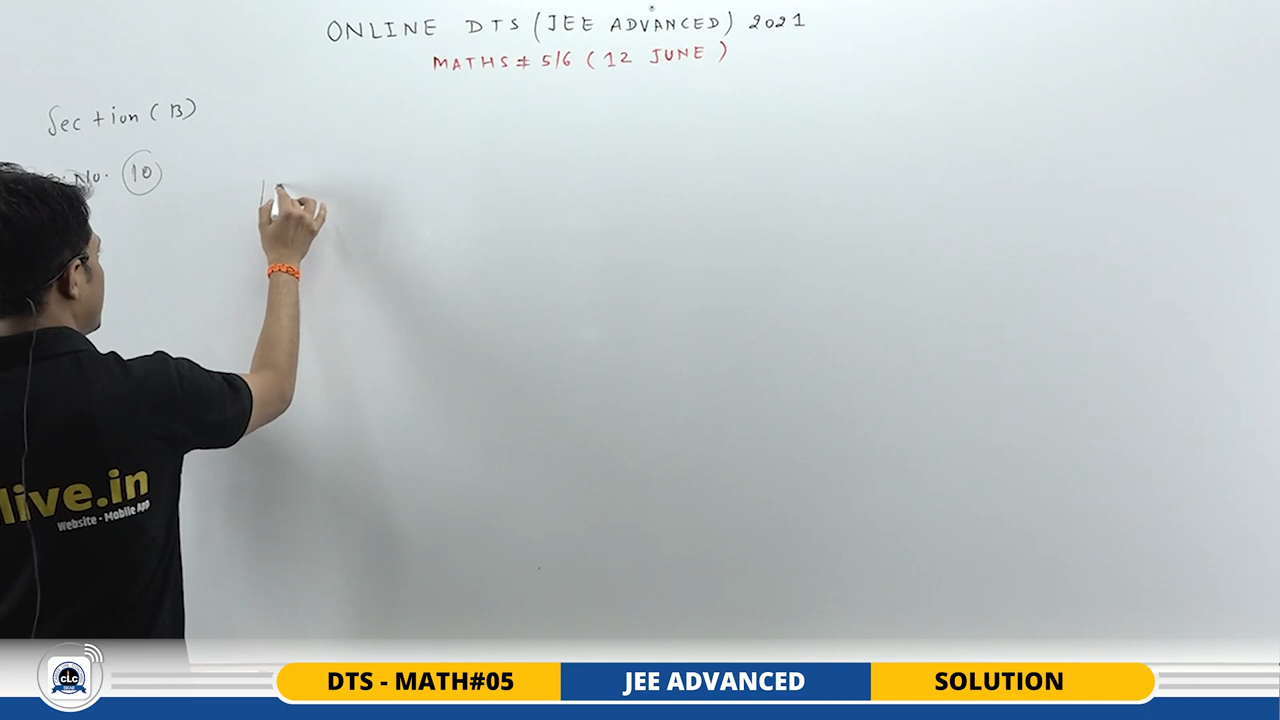 ONLINE DTS (JEE ADVANCED) 2021
MATHS # 5/6 (12 JUNE)
Section (B)
No. 10
live.in
Website - Mobile App
CLC
DTS - MATH#05
JEE ADVANCED
SOLUTION